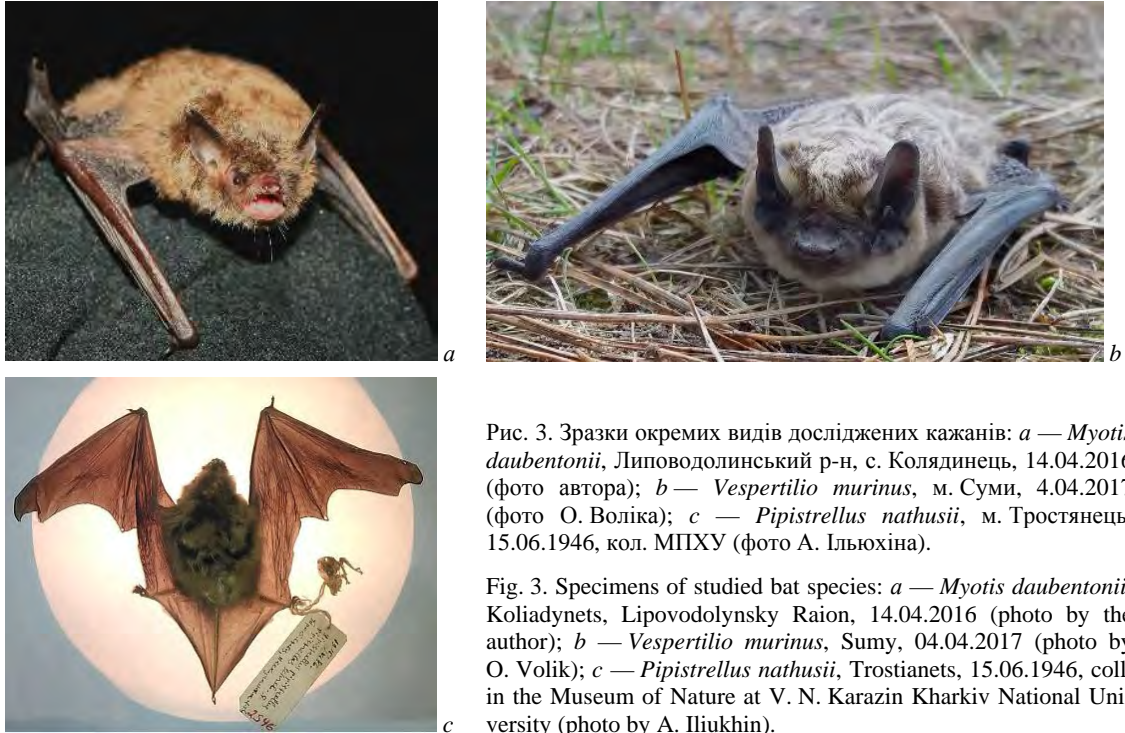 a
b
Рис. 3. Зразки окремих видів досліджених кажанів: a — Myotis
daubentonii, Липоводолинський р-н, с. Колядинець, 14.04.2016
(фото автора); b — Vespertilio murinus, м. Суми, 4.04.2017
(фото О. Воліка); c — Pipistrellus nathusii, м. Тростянець
15.06.1946, кол. МПХУ (фото А. Ільюхіна).
Fig. 3. Specimens of studied bat species: a — Myotis daubentonii
Koliadynets, Lipovodolynsky Raion, 14.04.2016 (photo by the
author); b — Vespertilio murinus, Sumy, 04.04.2017 (photo by
O. Volik); c — Pipistrellus nathusii, Trostianets, 15.06.1946, coll
in the Museum of Nature at V. N. Karazin Kharkiv National Uni
versity (photo by A. Iliukhin).
2546
c